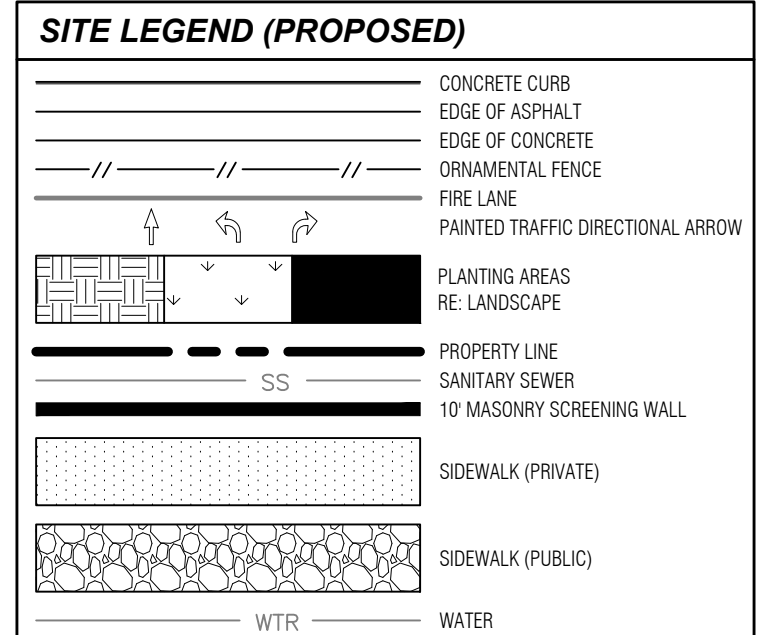 SITE LEGEND (PROPOSED)
CONCRETE CURB
EDGE OF ASPHALT
EDGE OF CONCRETE
ORNAMENTAL FENCE
FIRE LANE
PAINTED TRAFFIC DIRECTIONAL ARROW
PLANTING AREAS
RE: LANDSCAPE
PROPERTY LINE
SS SANITARY SEWER
10' MASONRY SCREENING WALL
SIDEWALK (PRIVATE)
SIDEWALK (PUBLIC)
WTR WATER